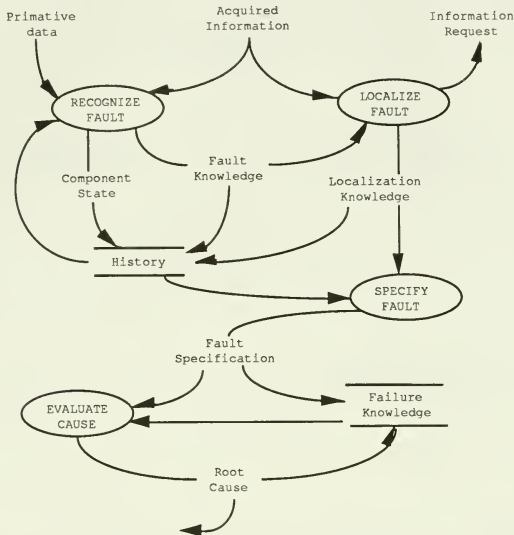 Primative
data
Acquired
Information
Information
Request
RECOGNIZE
FAULT
LOCALIZE
FAULT
Fault
Knowledge
Component
State
Localization
Knowledge
History
SPECIFY
FAULT
Fault
Specification
EVALUATE
CAUSE
Failure
Knowledge
Root
Cause